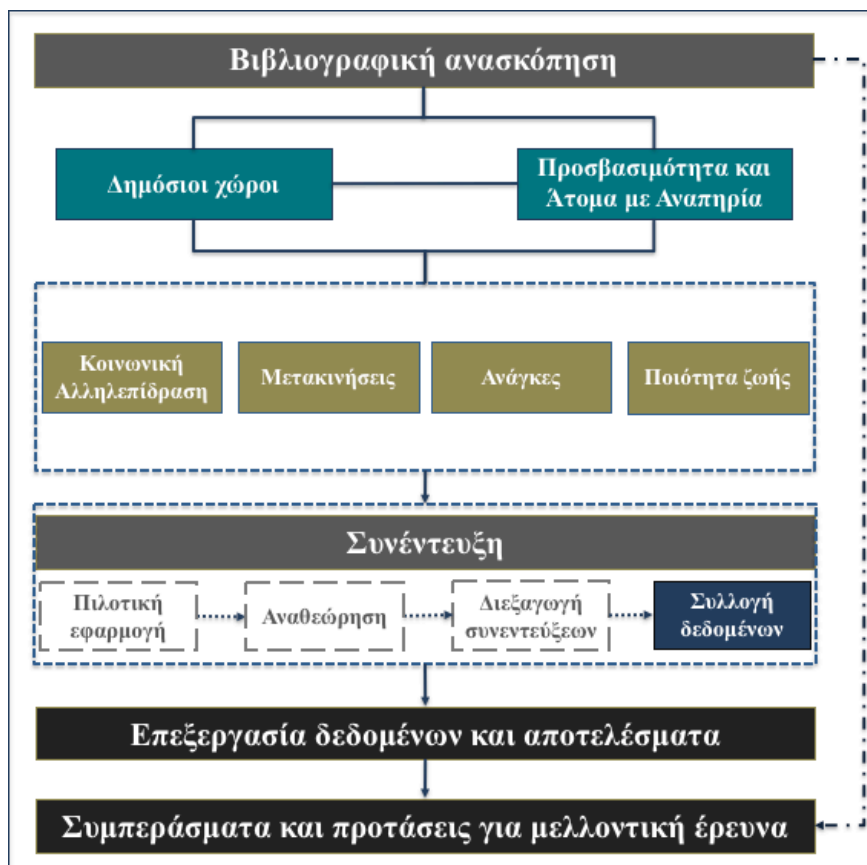 Βιβλιογραφική ανασκόπηση
Δημόσιοι χώροι
Προσβασιμότητα και
Άτομα με Αναπηρία
Κοινωνική
Αλληλεπίδραση
Μετακινήσεις
Ανάγκες
Ποιότητα ζωής
Συνέντευξη
Πιλοτική
εφαρμογή
Αναθεώρηση
Διεξαγωγή
συνεντεύξεων
Συλλογή
δεδομένων
Επεξεργασία δεδομένων και αποτελέσματα
Συμπεράσματα και προτάσεις για μελλοντική έρευνα